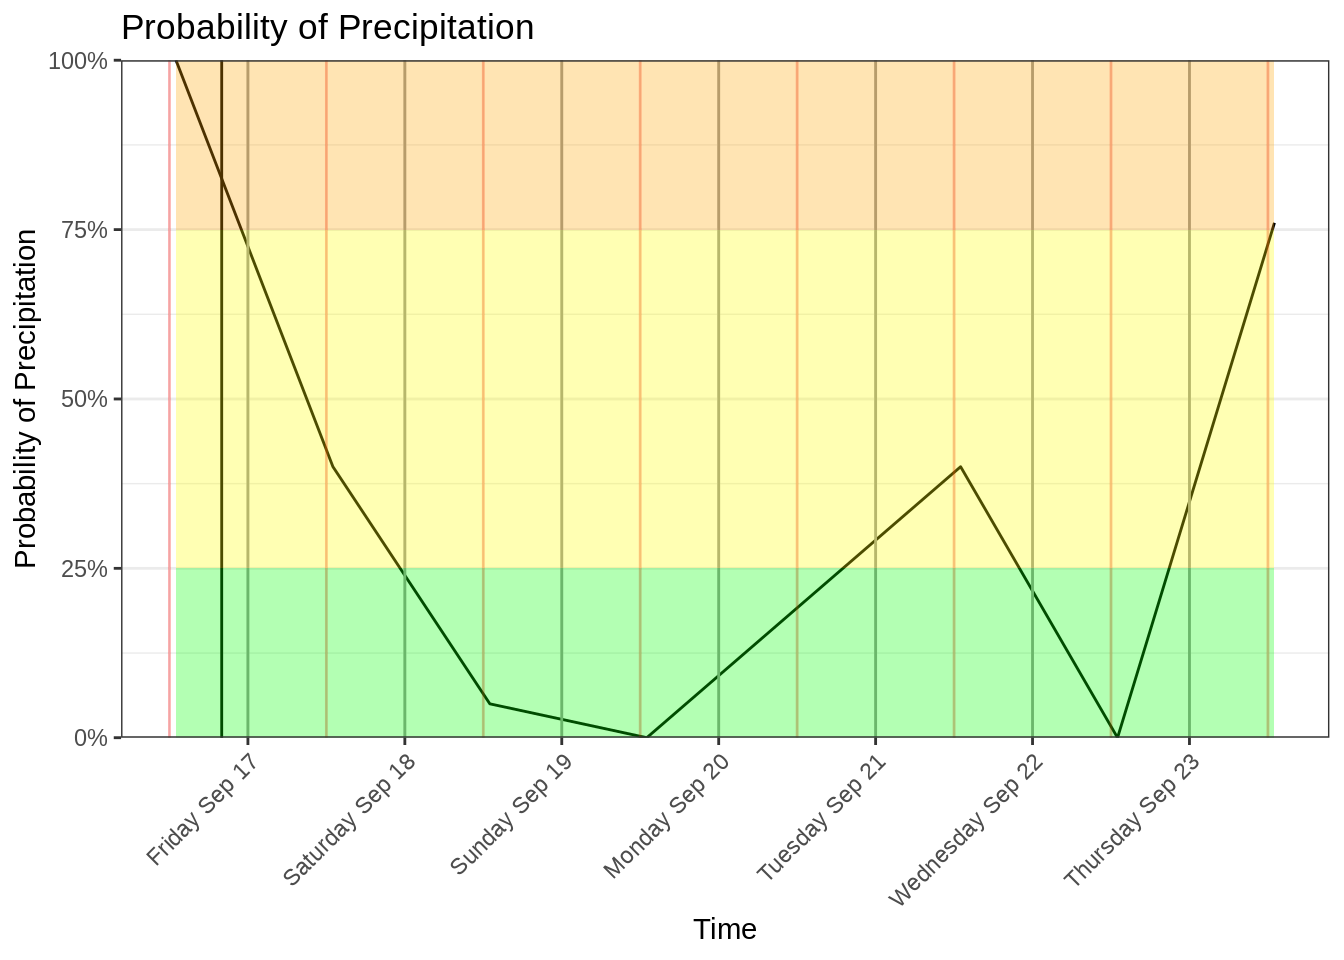 Probability of Precipitation
Probability of Precipitation
100%
75%
50%
25%
0%
Friday Sep 17
Saturday Sep 18
Sunday Sep 19
Monday Sep 20
Tuesday Sep 21
Wednesday Sep 22
Thursday Sep 23
Time